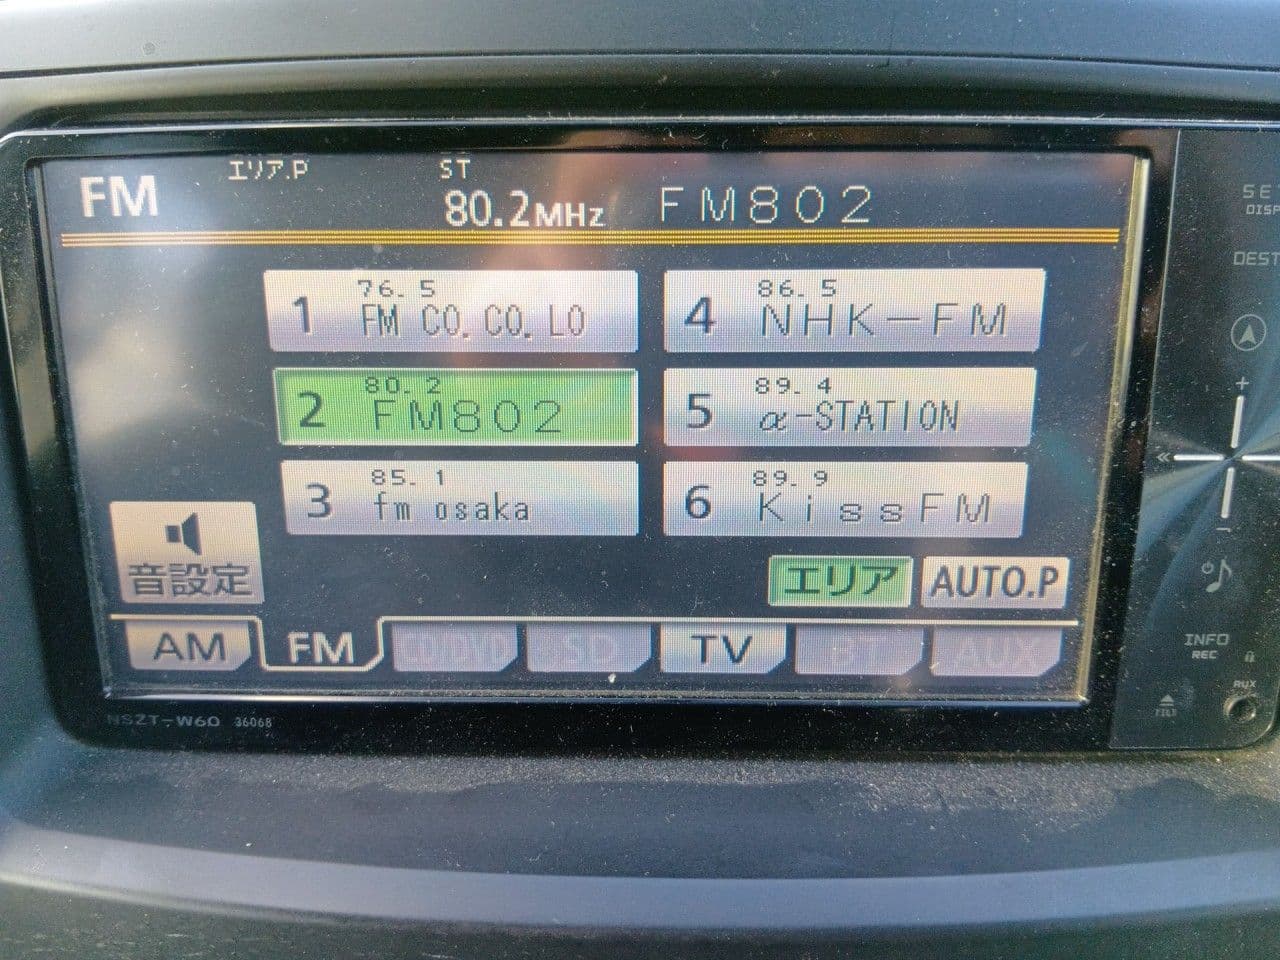 FM エリア.P ST 80.2MHz FM802
1 76.5 FM CO.CO.LO
2 80.2 FM802
3 85.1 fm osaka
4 86.5 NHK-FM
5 89.4 α-STATION
6 89.9 KissFM
音設定
エリア AUTO.P
AM FM CD/DVD SD TV BT AUX
NSZT-W60 36068
DEST
+
−
INFO
REC
AUX